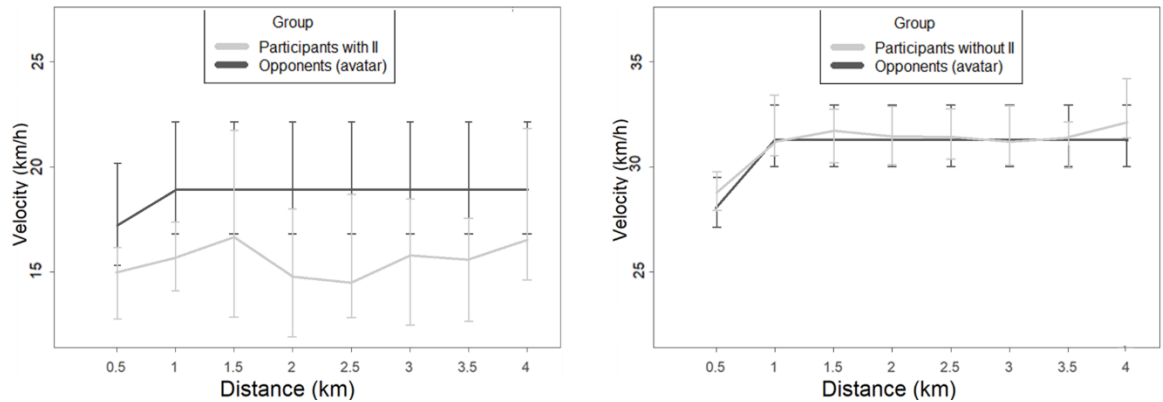 Group
Participants with II
Opponents (avatar)
Velocity (km/h)
25
20
15
0.5 1 1.5 2 2.5 3 3.5 4
Distance (km)
Group
Participants without II
Opponents (avatar)
Velocity (km/h)
35
30
25
0.5 1 1.5 2 2.5 3 3.5 4
Distance (km)